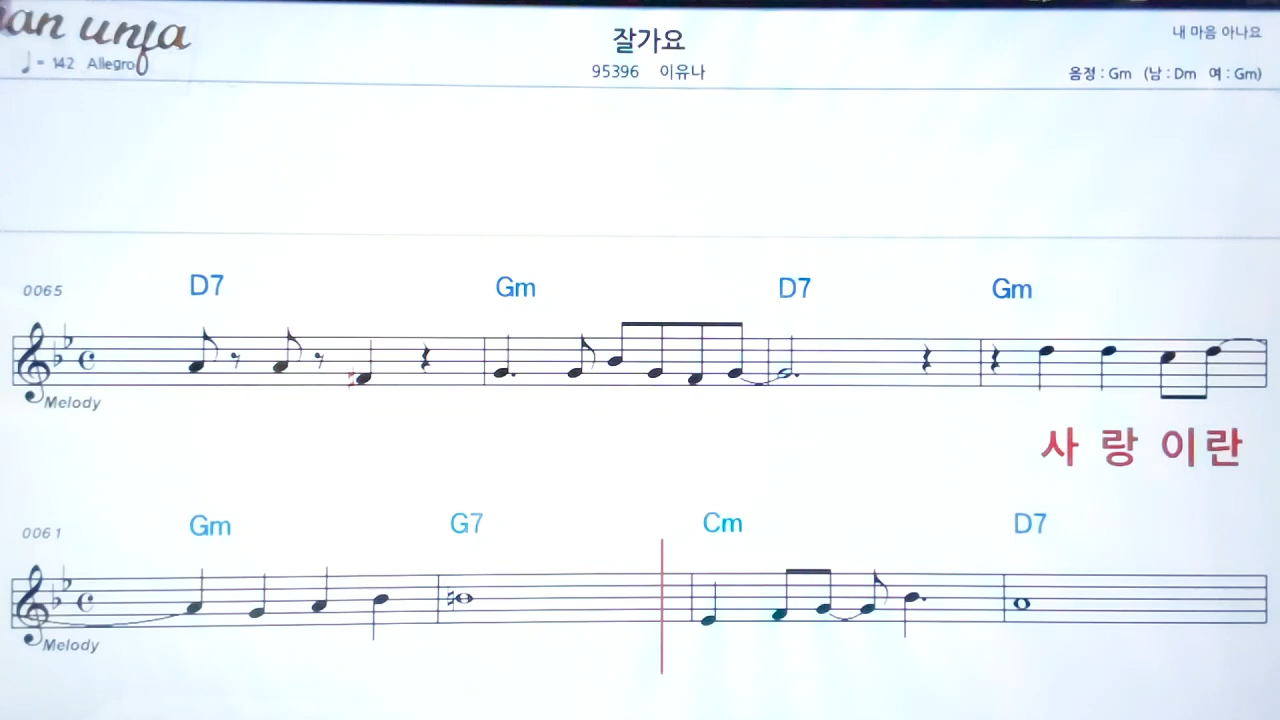 an unja
잘가요
내 마음 아나요
♩ = 142 Allegro
95396 이유나
음정 : Gm (남 : Dm 여 : Gm)
0065 D7 Gm D7 Gm
Melody
사 랑 이 란
0061 Gm G7 Cm D7
Melody